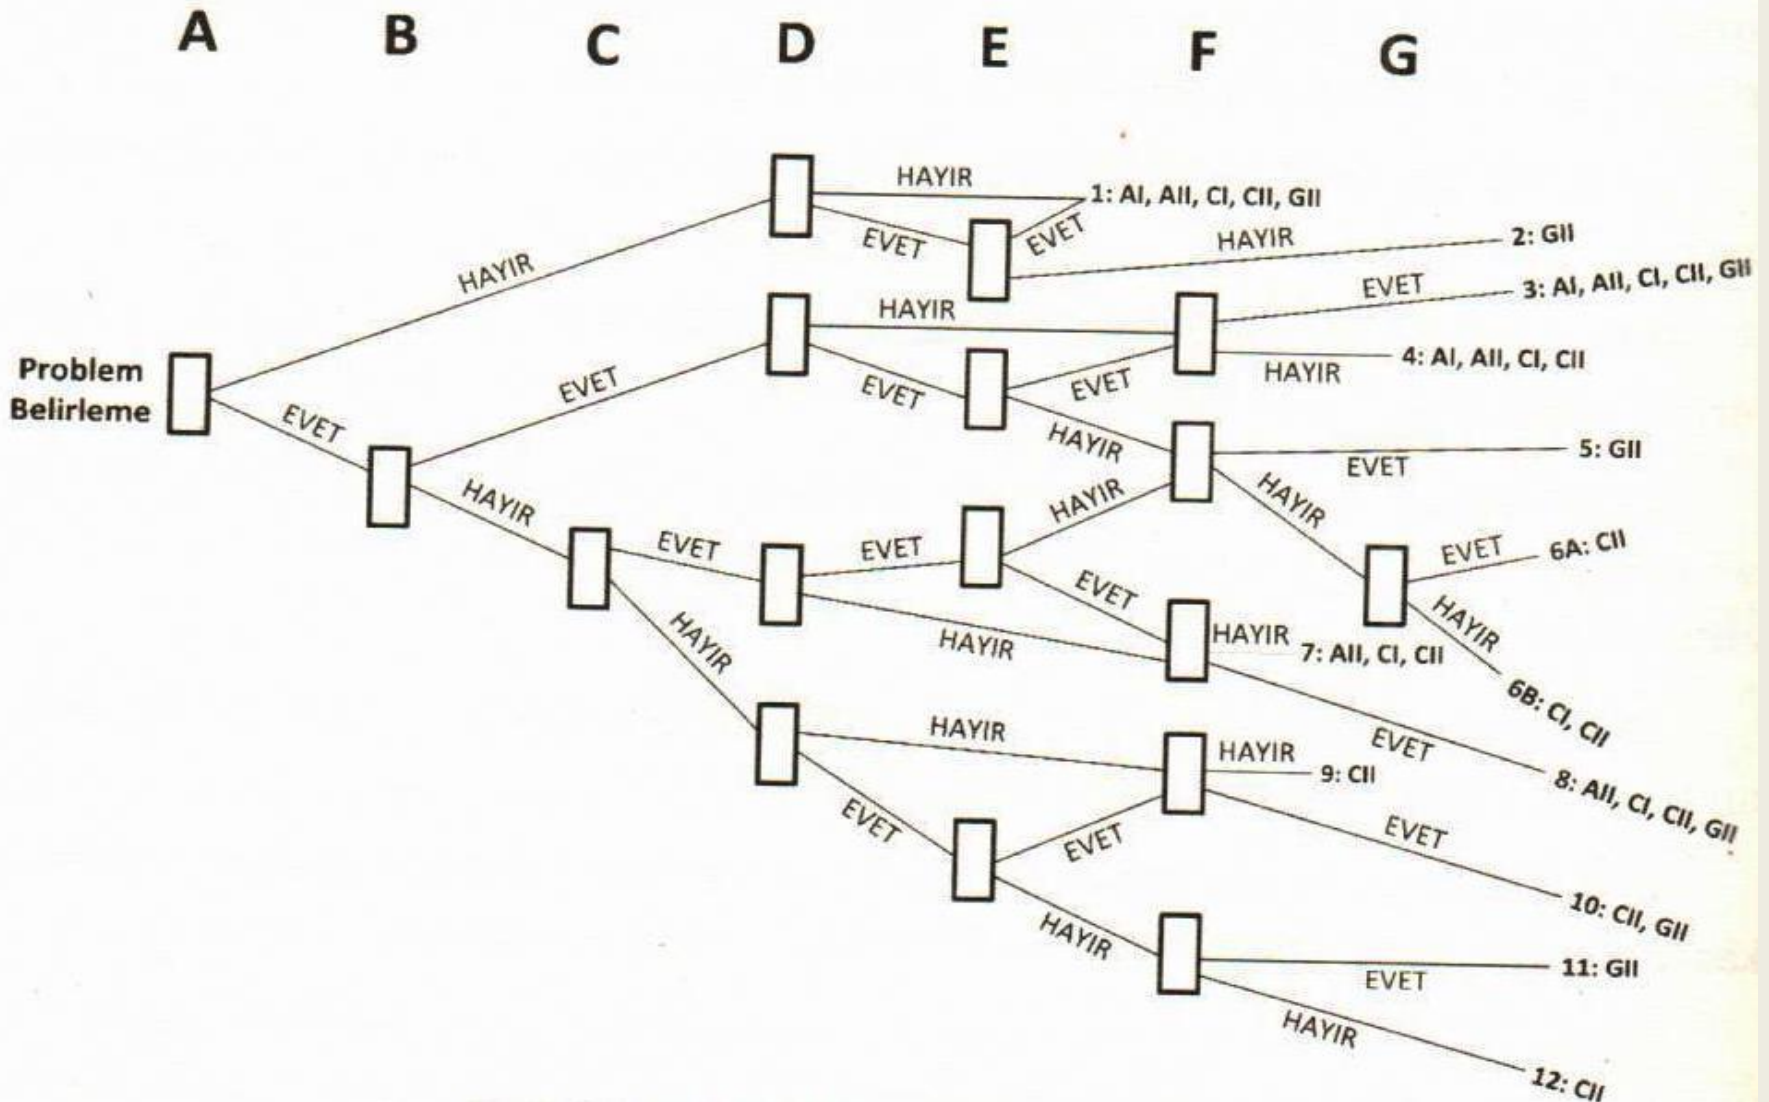 A B C D E F G
HAYIR
1: AI, AII, CI, CII, GII
EVET
EVET
HAYIR
2: GII
HAYIR
EVET
3: AI, AII, CI, CII, GII
HAYIR
EVET
EVET
EVET
HAYIR
4: AI, AII, CI, CII
Problem
Belirleme
EVET
HAYIR
EVET
5: GII
HAYIR
HAYIR
HAYIR
EVET
EVET
EVET
6A: CII
EVET
HAYIR
HAYIR
HAYIR
HAYIR
7: AII, CI, CII
6B: CI, CII
HAYIR
HAYIR
EVET
9: CII
8: AII, CI, CII, GII
EVET
EVET
EVET
10: CII, GII
HAYIR
EVET
11: GII
HAYIR
12: CII